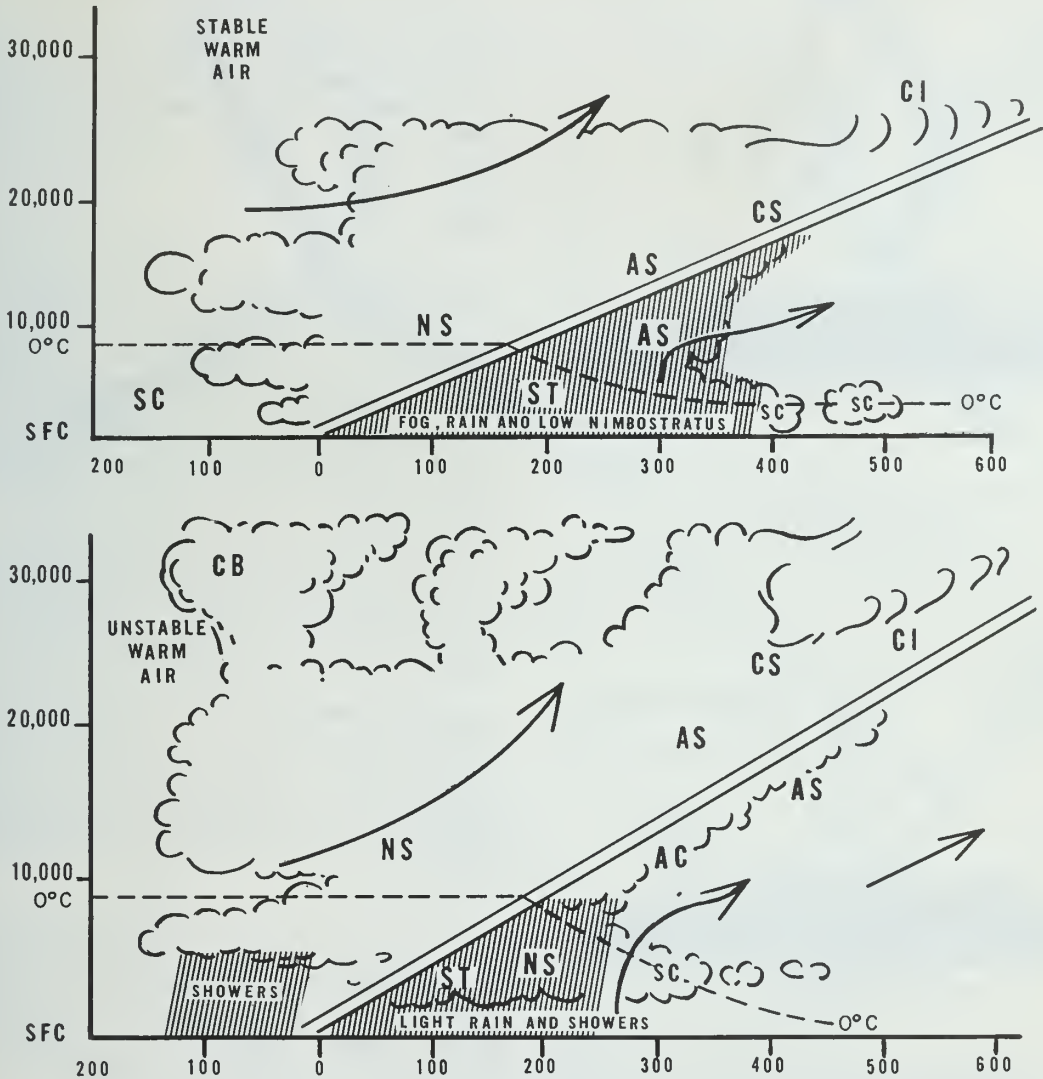 STABLE
WARM
AIR
30,000
CI
20,000
CS
AS
10,000
NS
AS
0°C
SC
ST
SC
SC
0°C
FOG, RAIN AND LOW NIMBOSTRATUS
SFC
200 100 0 100 200 300 400 500 600
CB
30,000
UNSTABLE
WARM
AIR
CI
CS
20,000
AS
AS
NS
AC
10,000
0°C
SC
NS
ST
SHOWERS
LIGHT RAIN AND SHOWERS
0°C
SFC
200 100 0 100 200 300 400 500 600